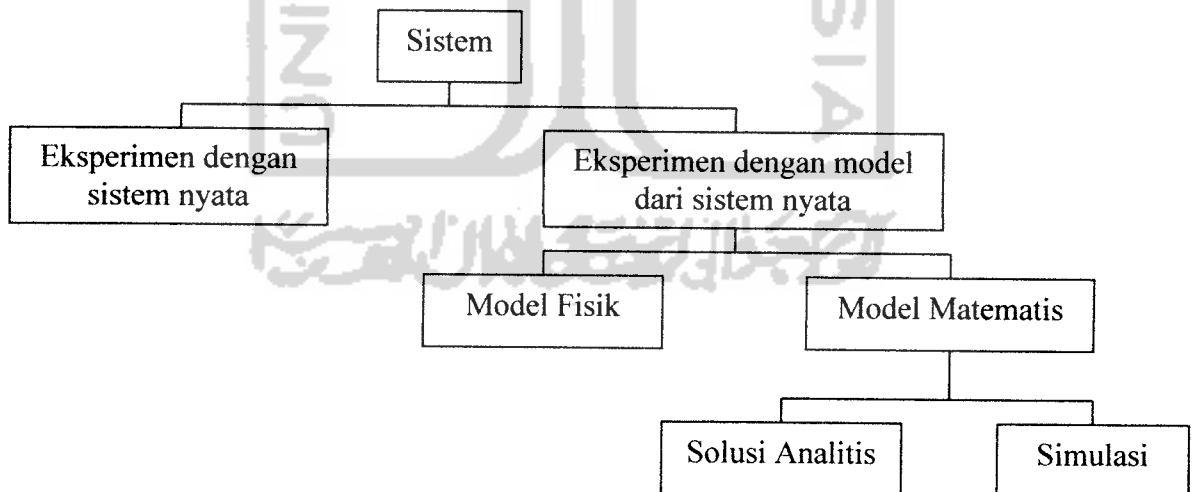 Sistem
Eksperimen dengan
sistem nyata
Eksperimen dengan model
dari sistem nyata
Model Fisik
Model Matematis
Solusi Analitis
Simulasi